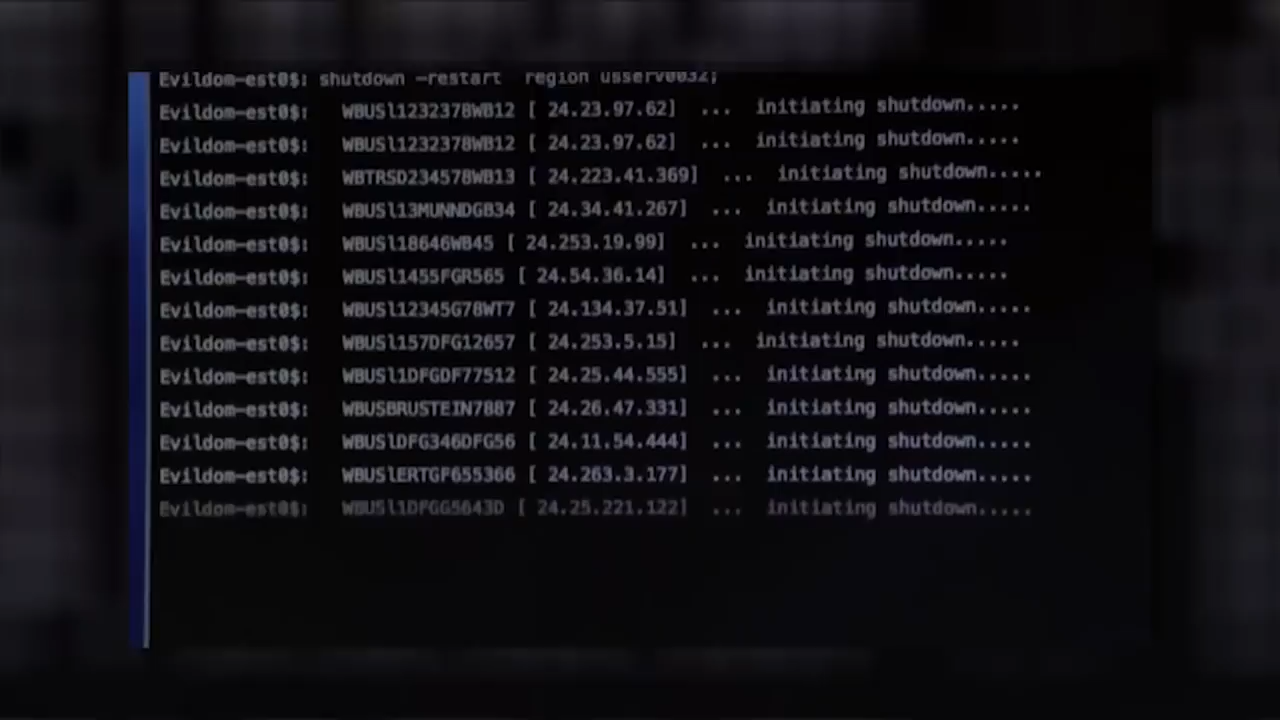 Evildom-est0$: shutdown -restart region usserv0032;
Evildom-est0$: WBUSl1232378WB12 [ 24.23.97.62] ... initiating shutdown.....
Evildom-est0$: WBUSl1232378WB12 [ 24.23.97.62] ... initiating shutdown.....
Evildom-est0$: WBTRSD234578WB13 [ 24.223.41.369] ... initiating shutdown.....
Evildom-est0$: WBUSl13MUNNDGB34 [ 24.34.41.267] ... initiating shutdown.....
Evildom-est0$: WBUSl18646WB45 [ 24.253.19.99] ... initiating shutdown.....
Evildom-est0$: WBUSl1455FGR565 [ 24.54.36.14] ... initiating shutdown.....
Evildom-est0$: WBUSl12345G78WT7 [ 24.134.37.51] ... initiating shutdown.....
Evildom-est0$: WBUSl157DFG12657 [ 24.253.5.15] ... initiating shutdown.....
Evildom-est0$: WBUSl1DFGDF77512 [ 24.25.44.555] ... initiating shutdown.....
Evildom-est0$: WBUSBRUSTEIN7887 [ 24.26.47.331] ... initiating shutdown.....
Evildom-est0$: WBUSlDFG346DFG56 [ 24.11.54.444] ... initiating shutdown.....
Evildom-est0$: WBUSlERTGF655366 [ 24.263.3.177] ... initiating shutdown.....
Evildom-est0$: WBUSl1DFGG5643D [ 24.25.221.122] ... initiating shutdown.....